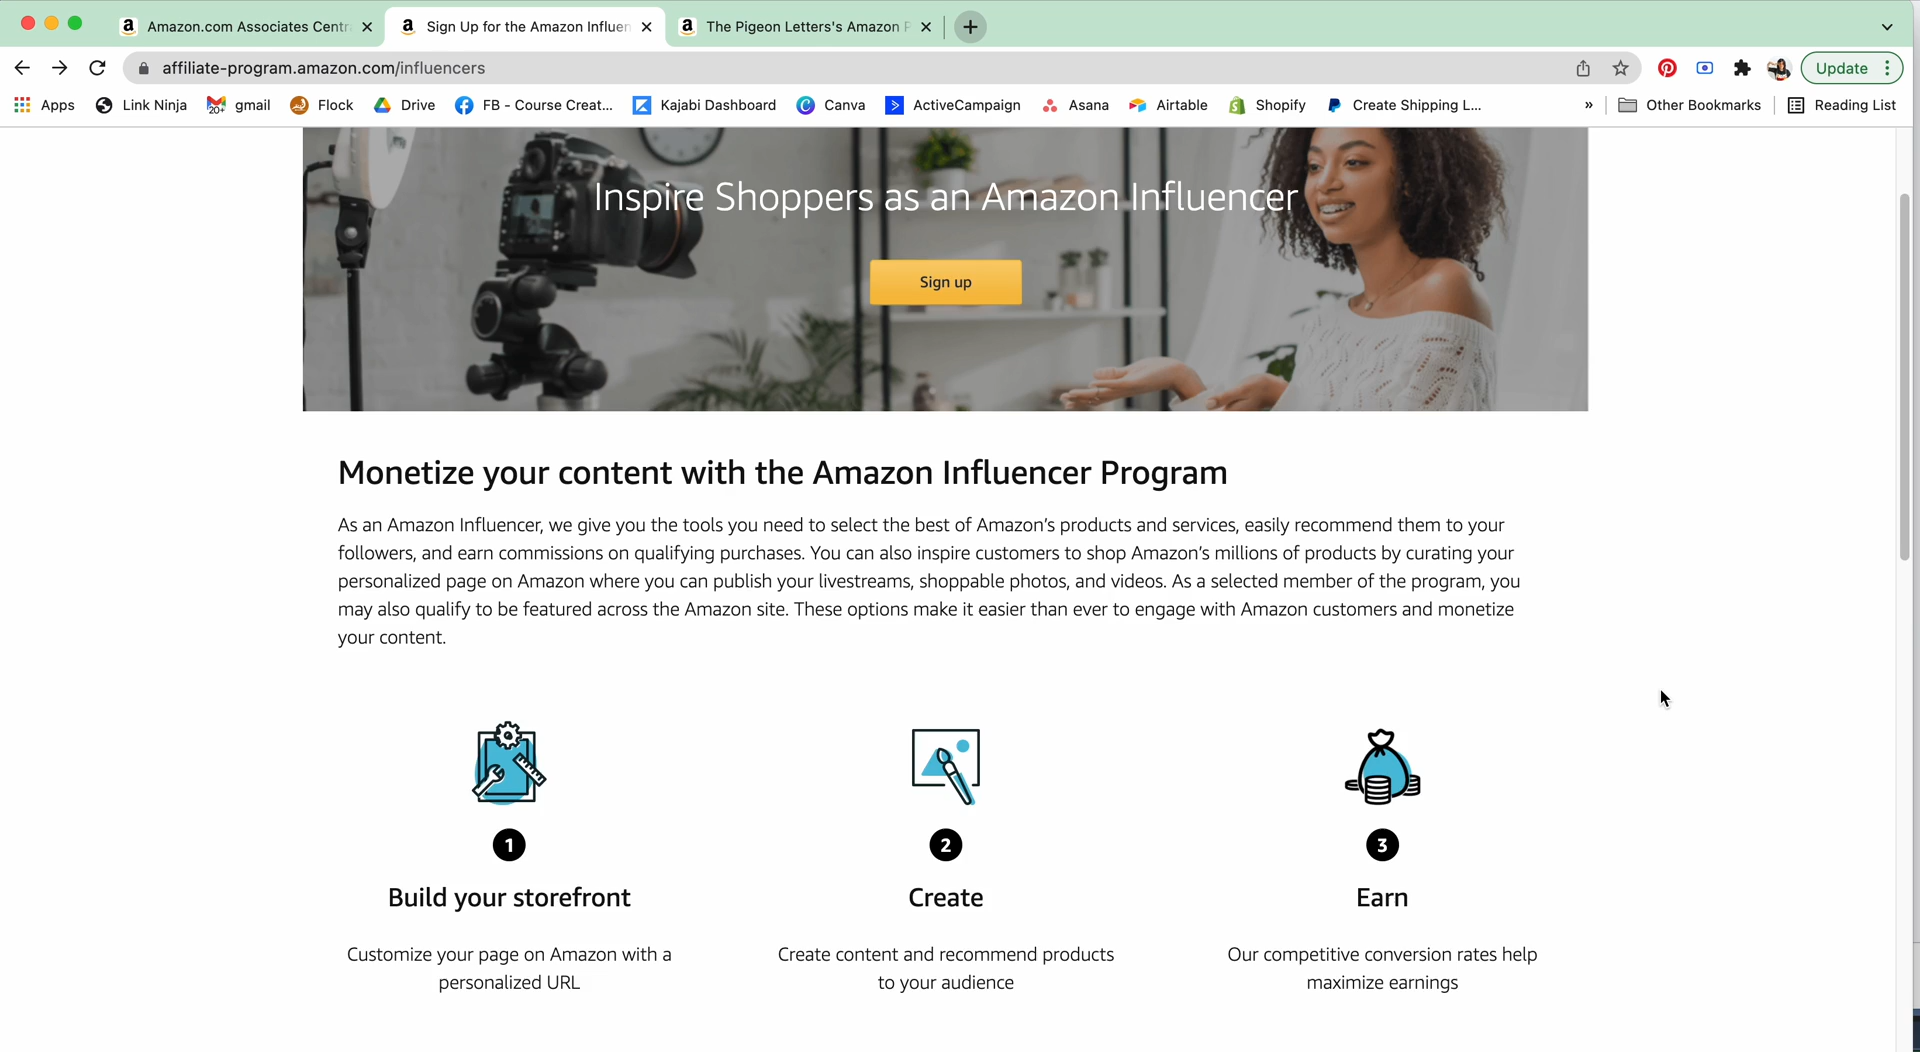 Amazon.com Associates Centr
Sign Up for the Amazon Influen
The Pigeon Letters's Amazon P
affiliate-program.amazon.com/influencers
Update
Apps
Link Ninja
gmail
Flock
Drive
FB - Course Creat...
Kajabi Dashboard
Canva
ActiveCampaign
Asana
Airtable
Shopify
Create Shipping L...
»
Other Bookmarks
Reading List
Inspire Shoppers as an Amazon Influencer
Sign up
Monetize your content with the Amazon Influencer Program
As an Amazon Influencer, we give you the tools you need to select the best of Amazon's products and services, easily recommend them to your
followers, and earn commissions on qualifying purchases. You can also inspire customers to shop Amazon's millions of products by curating your
personalized page on Amazon where you can publish your livestreams, shoppable photos, and videos. As a selected member of the program, you
may also qualify to be featured across the Amazon site. These options make it easier than ever to engage with Amazon customers and monetize
your content.
1
2
3
Build your storefront
Create
Earn
Customize your page on Amazon with a
personalized URL
Create content and recommend products
to your audience
Our competitive conversion rates help
maximize earnings